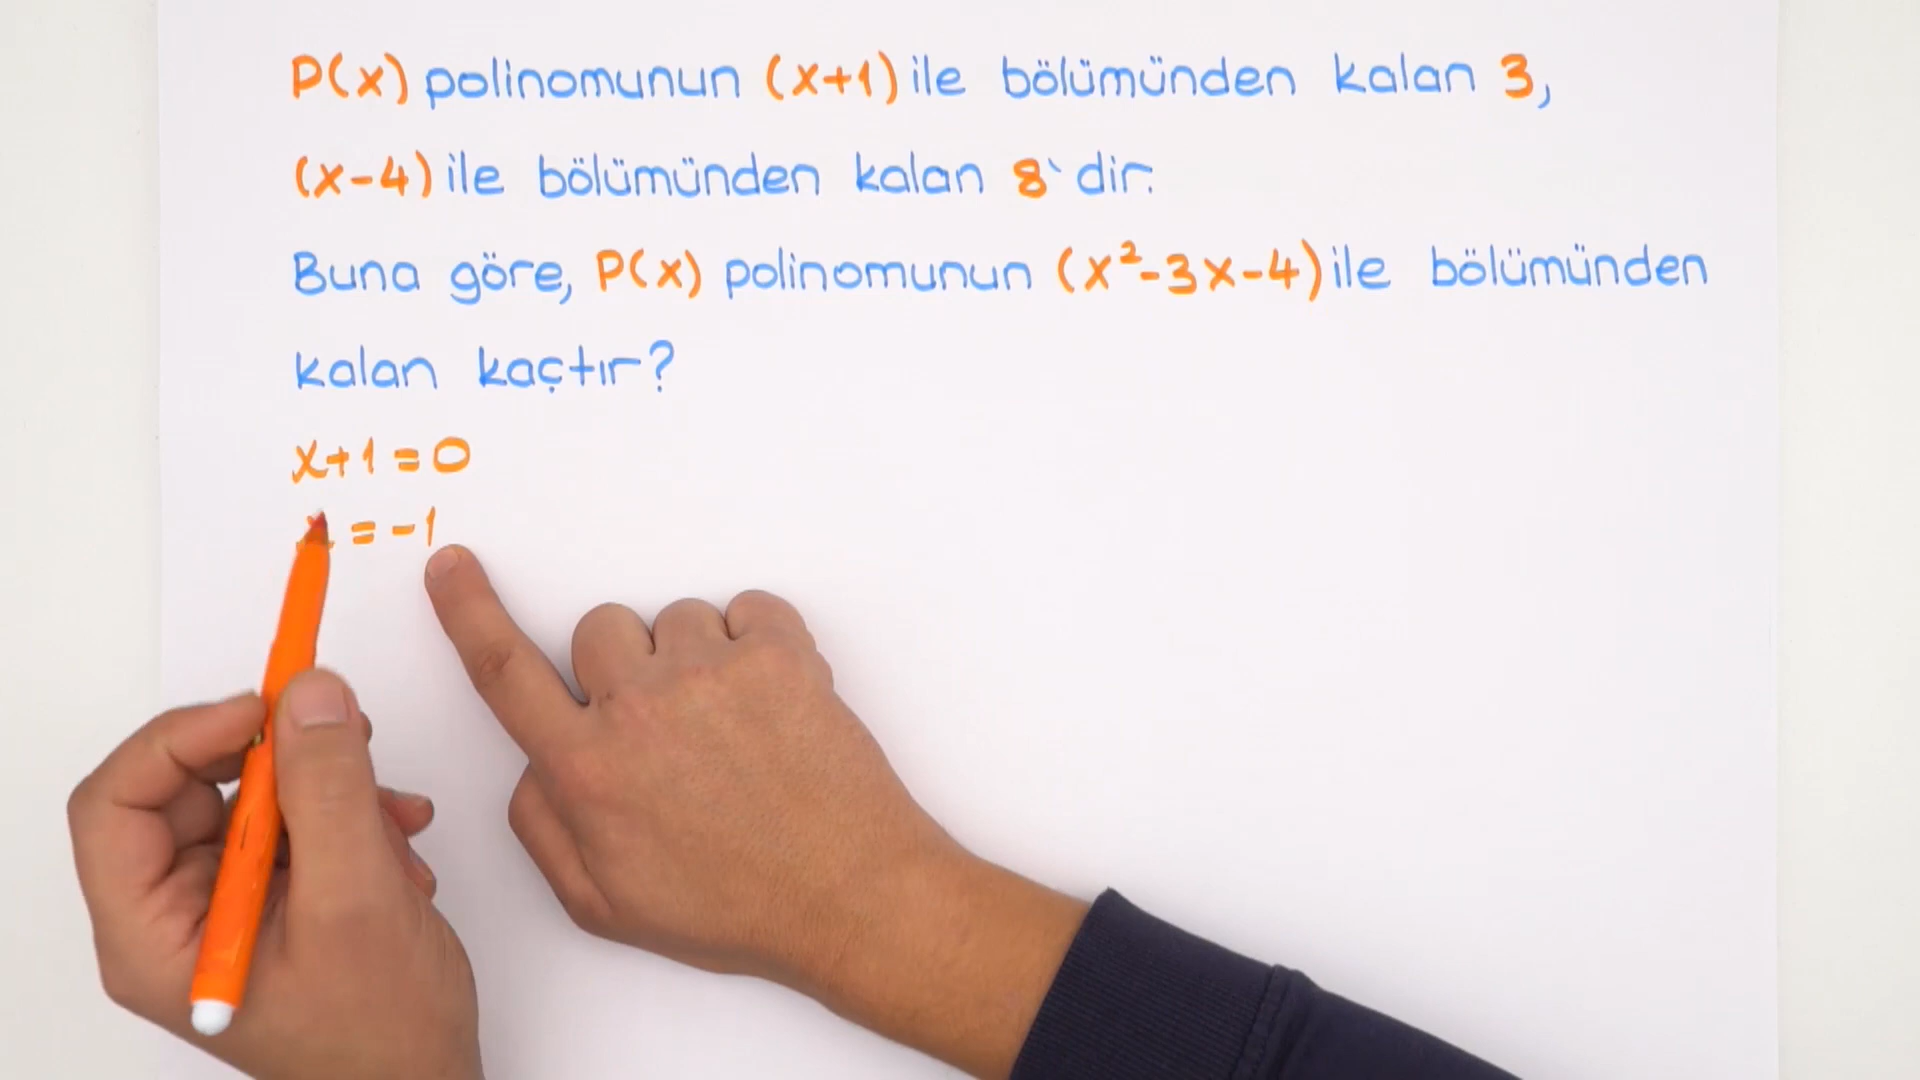 P(x) polinomunun (x+1) ile bölümünden kalan 3,
(x-4) ile bölümünden kalan 8`dir.
Buna göre, P(x) polinomunun (x²-3x-4) ile bölümünden
kalan kaçtır?
x+1=0
x = -1